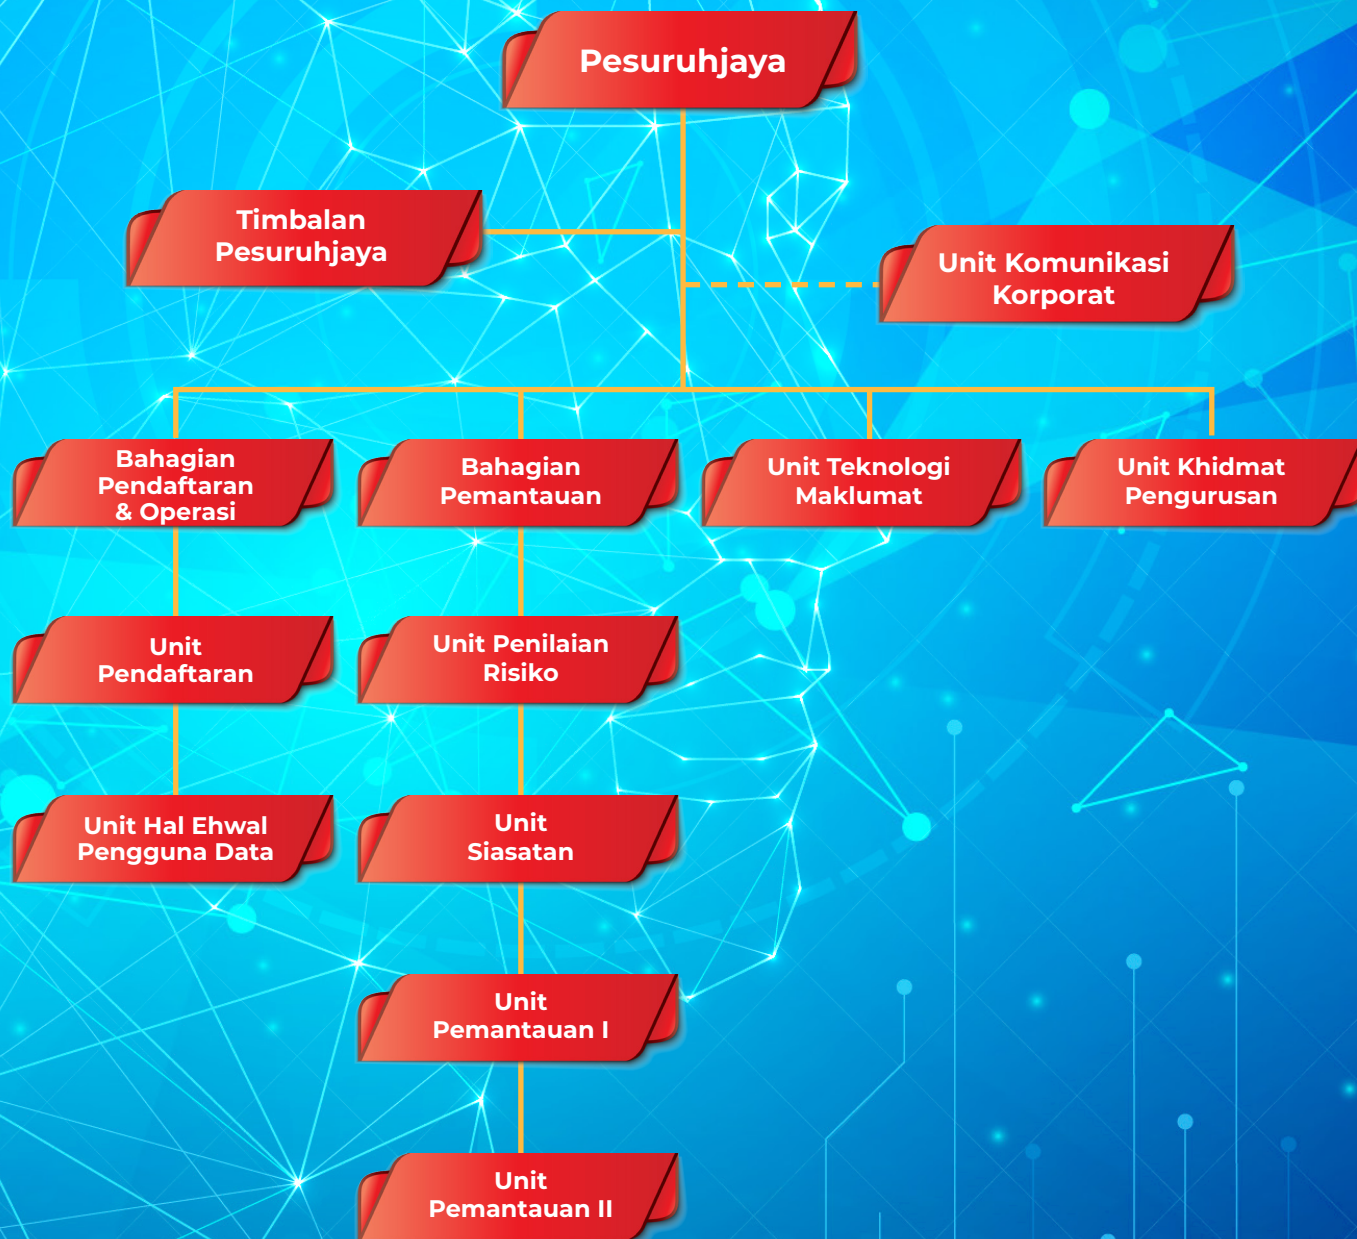 Pesuruhjaya
Timbalan
Pesuruhjaya
Unit Komunikasi
Korporat
Bahagian
Pendaftaran
& Operasi
Bahagian
Pemantauan
Unit Teknologi
Maklumat
Unit Khidmat
Pengurusan
Unit
Pendaftaran
Unit Penilaian
Risiko
Unit Hal Ehwal
Pengguna Data
Unit
Siasatan
Unit
Pemantauan I
Unit
Pemantauan II